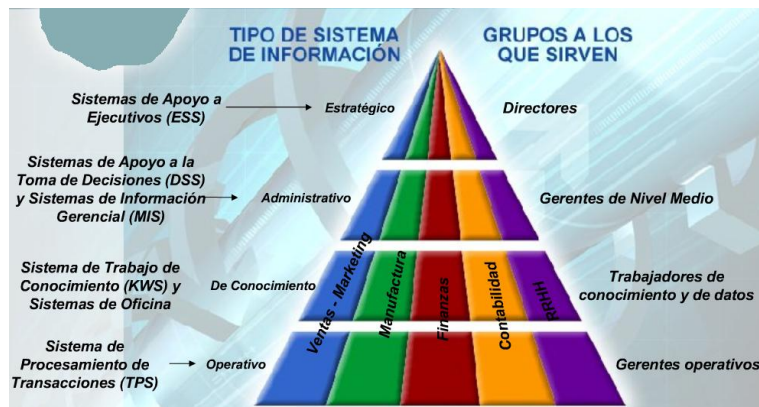 TIPO DE SISTEMA
DE INFORMACIÓN
GRUPOS A LOS
QUE SIRVEN
Sistemas de Apoyo a
Ejecutivos (ESS)
Estratégico
Directores
Sistemas de Apoyo a la
Toma de Decisiones (DSS)
y Sistemas de Información
Gerencial (MIS)
Administrativo
Gerentes de Nivel Medio
Sistema de Trabajo de
Conocimiento (KWS) y
Sistemas de Oficina
De Conocimiento
Trabajadores de
conocimiento y de datos
Sistema de
Procesamiento de
Transacciones (TPS)
Operativo
Gerentes operativos
Ventas - Marketing
Manufactura
Finanzas
Contabilidad
RRHH